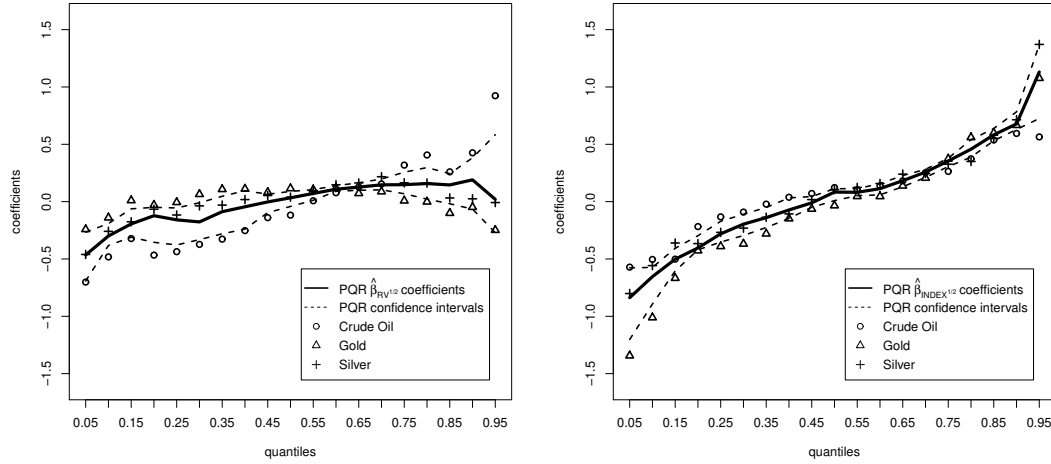 1.5
1.0
0.5
0.0
−0.5
−1.0
−1.5
coefficients
PQR β̂RV^1/2 coefficients
PQR confidence intervals
Crude Oil
Gold
Silver
0.05 0.15 0.25 0.35 0.45 0.55 0.65 0.75 0.85 0.95
quantiles
1.5
1.0
0.5
0.0
−0.5
−1.0
−1.5
coefficients
PQR β̂INDEX^1/2 coefficients
PQR confidence intervals
Crude Oil
Gold
Silver
0.05 0.15 0.25 0.35 0.45 0.55 0.65 0.75 0.85 0.95
quantiles